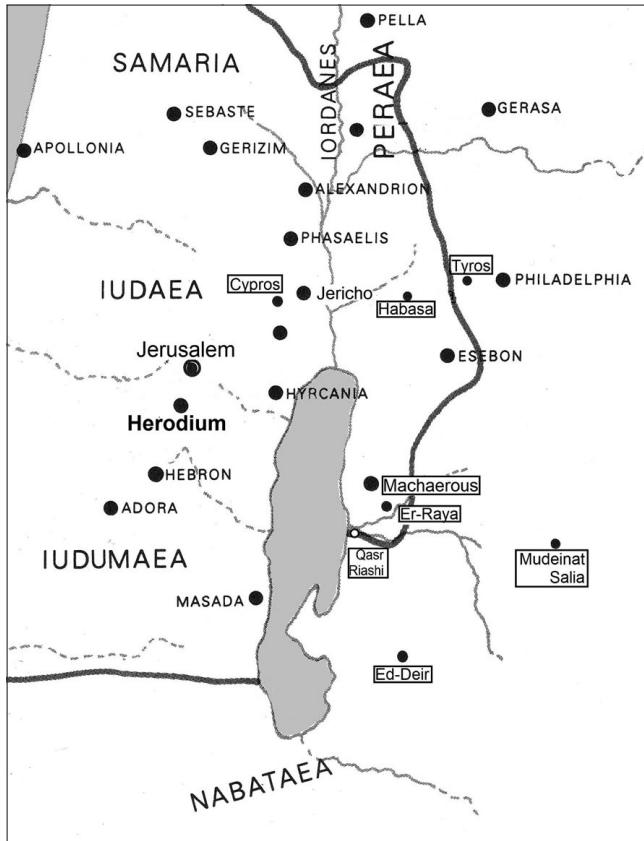 PELLA
SAMARIA
IORDANES
PERAEA
SEBASTE
GERASA
APOLLONIA
GERIZIM
ALEXANDRION
PHASAELIS
IUDAEA
Cypros
Jericho
Tyros
PHILADELPHIA
Habasa
Jerusalem
ESEBON
HYRCANIA
Herodium
HEBRON
Machaerous
ADORA
Er-Raya
IUDUMAEA
Qasr
Riashi
Mudeinat
Salia
MASADA
Ed-Deir
NABATAEA